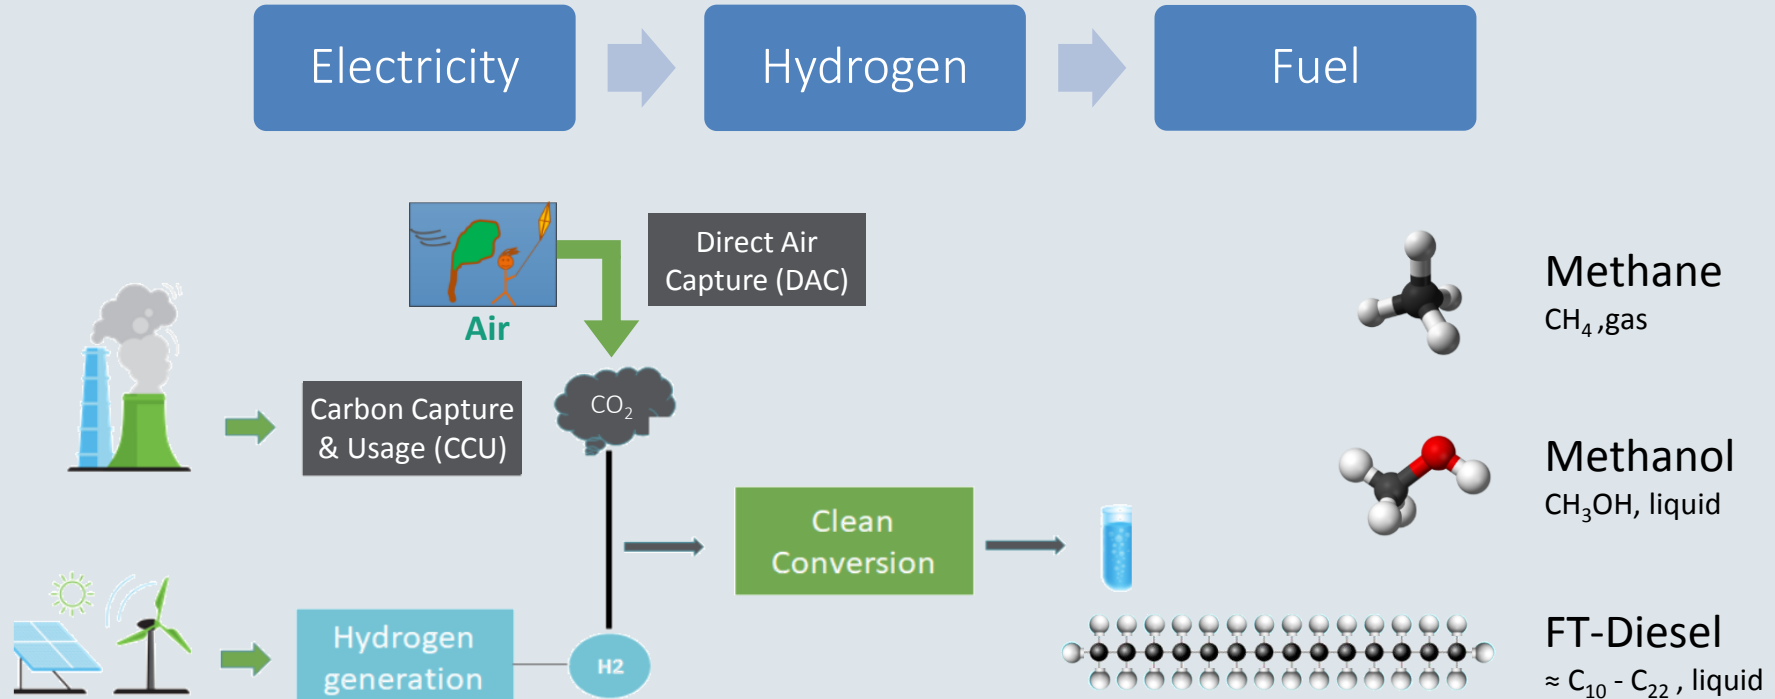 Electricity
Hydrogen
Fuel
Direct Air
Capture (DAC)
Air
Methane
CH₄ ,gas
Carbon Capture
& Usage (CCU)
CO₂
Methanol
CH₃OH, liquid
Clean
Conversion
Hydrogen
generation
H2
FT-Diesel
≈ C₁₀ - C₂₂ , liquid